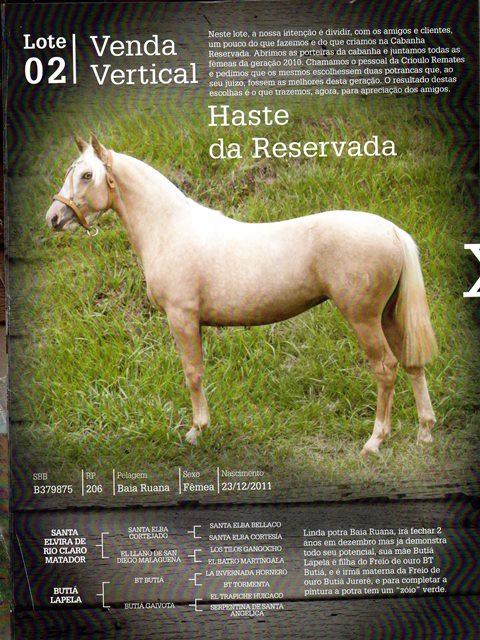 Lote
02
Venda
Vertical
Neste lote, a nossa intenção é dividir, com os amigos e clientes,
um pouco do que fazemos e do que criamos na Cabanha
Reservada. Abrimos as porteiras da cabanha e juntamos todas as
fêmeas da geração 2010. Chamamos o pessoal da Crioulo Remates
e pedimos que os mesmos escolhessem duas potrancas que, ao
seu juízo, fossem as melhores desta geração. O resultado destas
escolhas é o que trazemos, agora, para apreciação dos amigos.
Haste
da Reservada
SBB
B379875
RP
206
Pelagem
Baia Ruana
Sexo
Fêmea
Nascimento
23/12/2011
SANTA
ELVIRA DE
RIO CLARO
MATADOR
SANTA ELBA
CORTEJADO
SANTA ELBA BELLACO
SANTA ELBA CORTESÍA
EL LLANO DE SAN
DIEGO MALAGUEÑA
LOS TILOS GANGOCHO
EL BATRO MARTINGALA
BUTIÁ
LAPELA
BT BUTIÁ
LA INVERNADA HORNERO
BT TORMENTA
BUTIÁ GAIVOTA
EL TRAPICHE HUICACO
SERPENTINA DE SANTA
ANGÉLICA
Linda potra Baia Ruana, irá fechar 2
anos em dezembro mas ja demonstra
todo seu potencial, sua mãe Butiá
Lapela é filha do Freio de ouro BT
Butiá, e é irmã materna da Freio de
ouro Butiá Jurerê, e para completar a
pintura a potra tem um "zóio" verde.